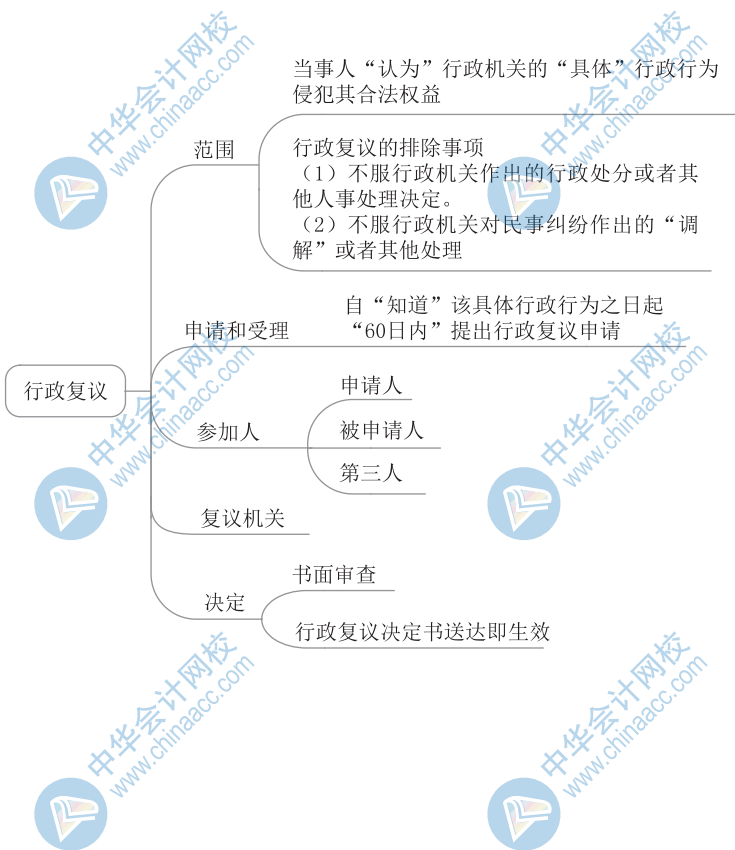 当事人“认为”行政机关的“具体”行政行为
侵犯其合法权益
范围
行政复议的排除事项
（1）不服行政机关作出的行政处分或者其
他人事处理决定。
（2）不服行政机关对民事纠纷作出的“调
解”或者其他处理
自“知道”该具体行政行为之日起
“60日内”提出行政复议申请
申请和受理
行政复议
申请人
参加人
被申请人
第三人
复议机关
书面审查
决定
行政复议决定书送达即生效
中华会计网校
www.chinaacc.com
中华会计网校
www.chinaacc.com
中华会计网校
www.chinaacc.com
中华会计网校
www.chinaacc.com
中华会计网校
www.chinaacc.com
中华会计网校
www.chinaacc.com